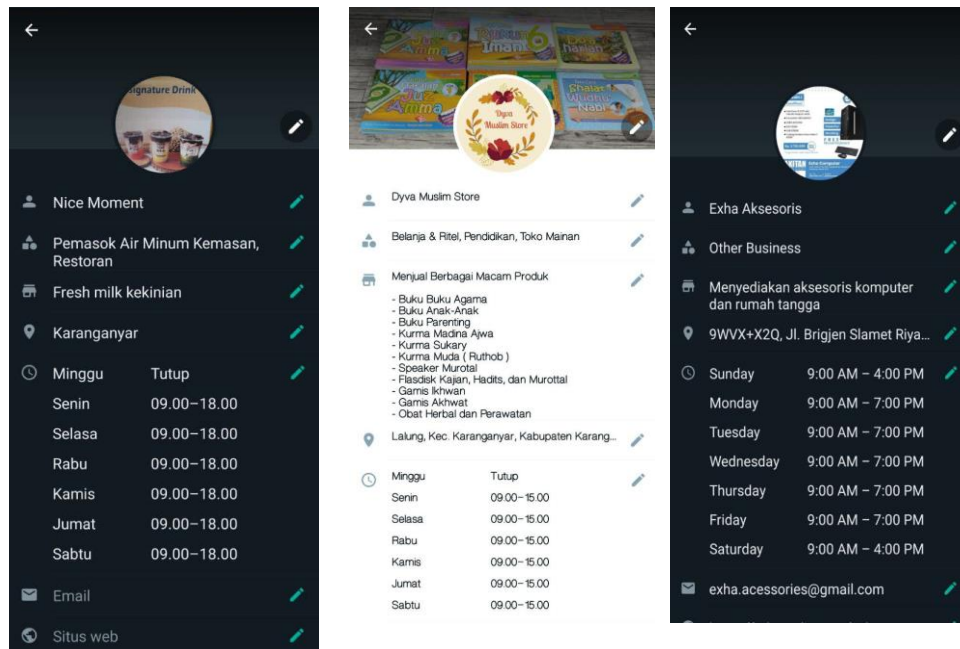 Signature Drink
Nice Moment
Pemasok Air Minum Kemasan,
Restoran
Fresh milk kekinian
Karanganyar
Minggu Tutup
Senin 09.00–18.00
Selasa 09.00–18.00
Rabu 09.00–18.00
Kamis 09.00–18.00
Jumat 09.00–18.00
Sabtu 09.00–18.00
Email
Situs web
Dyva
Muslim Store
Dyva Muslim Store
Belanja & Ritel, Pendidikan, Toko Mainan
Menjual Berbagai Macam Produk
- Buku Buku Agama
- Buku Anak-Anak
- Buku Parenting
- Kurma Madina Ajwa
- Kurma Sukary
- Kurma Muda ( Ruthob )
- Speaker Murotal
- Flasdisk Kajian, Hadits, dan Murottal
- Gamis Ikhwan
- Gamis Akhwat
- Obat Herbal dan Perawatan
Lalung, Kec. Karanganyar, Kabupaten Karang...
Minggu Tutup
Senin 09.00–15.00
Selasa 09.00–15.00
Rabu 09.00–15.00
Kamis 09.00–15.00
Jumat 09.00–15.00
Sabtu 09.00–15.00
Exha Aksesoris
Other Business
Menyediakan aksesoris komputer
dan rumah tangga
9WVX+X2Q, Jl. Brigjen Slamet Riya...
Sunday 9:00 AM – 4:00 PM
Monday 9:00 AM – 7:00 PM
Tuesday 9:00 AM – 7:00 PM
Wednesday 9:00 AM – 7:00 PM
Thursday 9:00 AM – 7:00 PM
Friday 9:00 AM – 7:00 PM
Saturday 9:00 AM – 4:00 PM
exha.acessories@gmail.com